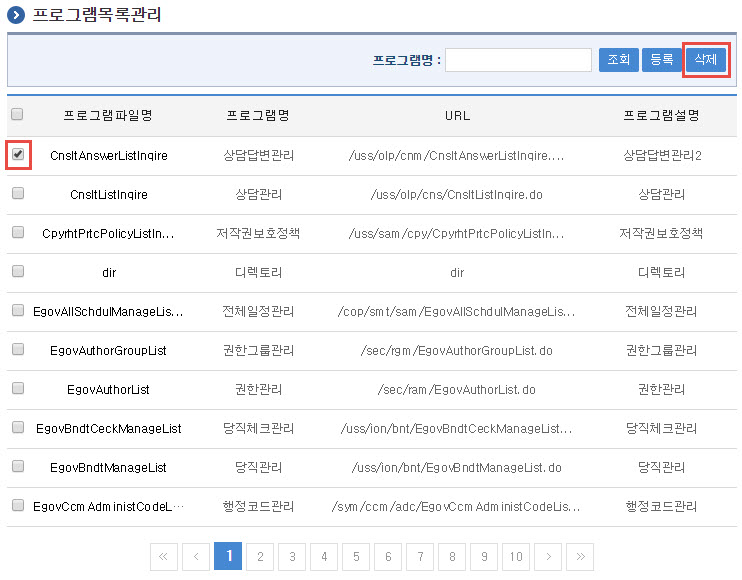 프로그램목록관리
프로그램명 : 조회 등록 삭제
프로그램파일명 프로그램명 URL 프로그램설명
CnsltAnswerListInqire 상담답변관리 /uss/olp/cnm/CnsltAnswerListInqire.... 상담답변관리2
CnsltListInqire 상담관리 /uss/olp/cns/CnsltListInqire.do 상담관리
CpyrhtPrtcPolicyListIn... 저작권보호정책 /uss/sam/cpy/CpyrhtPrtcPolicyListIn... 저작권보호정책
dir 디렉토리 dir 디렉토리
EgovAllSchdulManageLis... 전체일정관리 /cop/smt/sam/EgovAllSchdulManageLis... 전체일정관리
EgovAuthorGroupList 권한그룹관리 /sec/rgm/EgovAuthorGroupList.do 권한그룹관리
EgovAuthorList 권한관리 /sec/ram/EgovAuthorList.do 권한관리
EgovBndtCeckManageList 당직체크관리 /uss/ion/bnt/EgovBndtCeckManageList... 당직체크관리
EgovBndtManageList 당직관리 /uss/ion/bnt/EgovBndtManageList.do 당직관리
EgovCcmAdministCodeL... 행정코드관리 /sym/ccm/adc/EgovCcmAdministCodeLis... 행정코드관리
« ‹ 1 2 3 4 5 6 7 8 9 10 › »